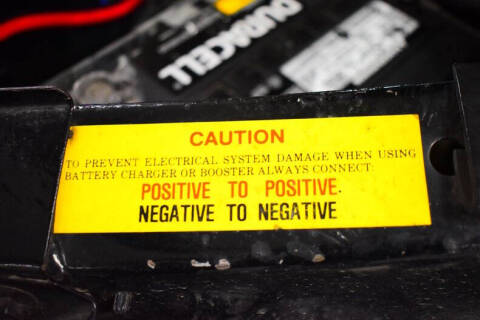 DURACELL
CAUTION
TO PREVENT ELECTRICAL SYSTEM DAMAGE WHEN USING
BATTERY CHARGER OR BOOSTER ALWAYS CONNECT:
POSITIVE TO POSITIVE.
NEGATIVE TO NEGATIVE